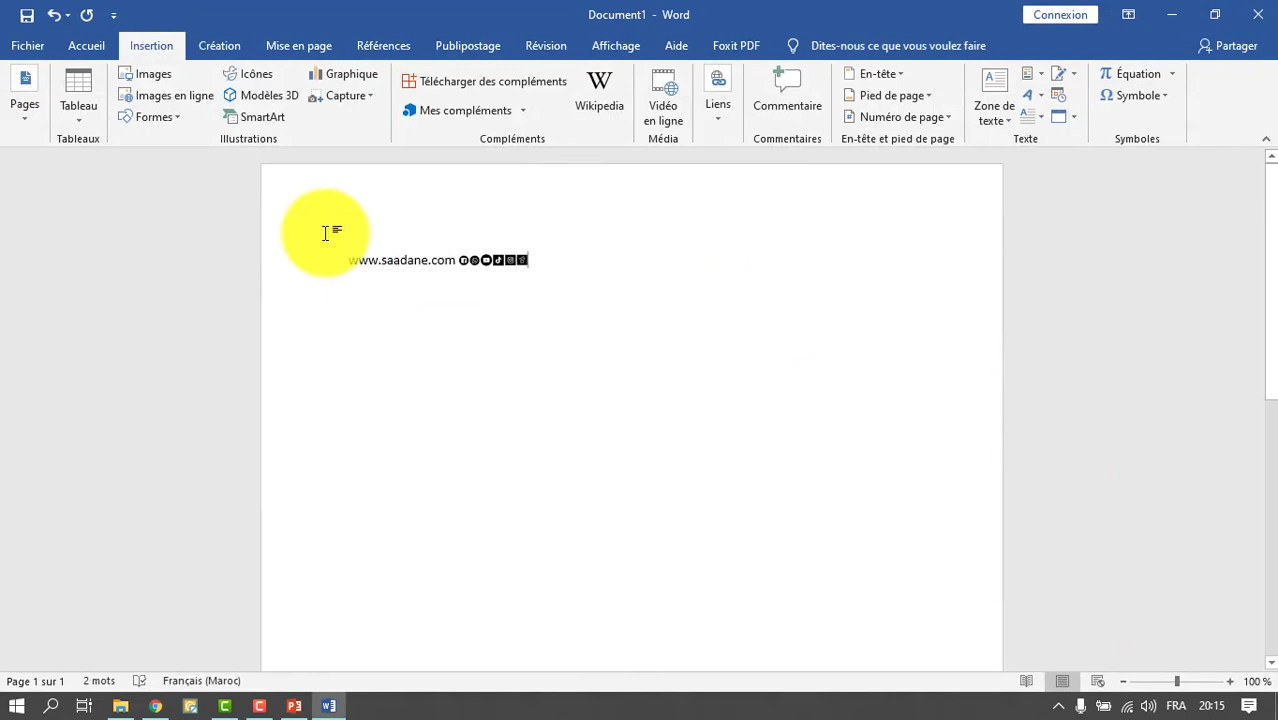 Document1 - Word
Connexion
Fichier Accueil Insertion Création Mise en page Références Publipostage Révision Affichage Aide Foxit PDF Dites-nous ce que vous voulez faire Partager
Pages
Tableau
Tableaux
Images
Images en ligne
Formes
Icônes
Modèles 3D
SmartArt
Graphique
Capture
Illustrations
Télécharger des compléments
Mes compléments
Wikipedia
Compléments
Vidéo
en ligne
Média
Liens
Commentaire
Commentaires
En-tête
Pied de page
Numéro de page
En-tête et pied de page
Zone de
texte
Texte
Équation
Symbole
Symboles
www.saadane.com
Page 1 sur 1 2 mots Français (Maroc) 100 %
FRA 20:15